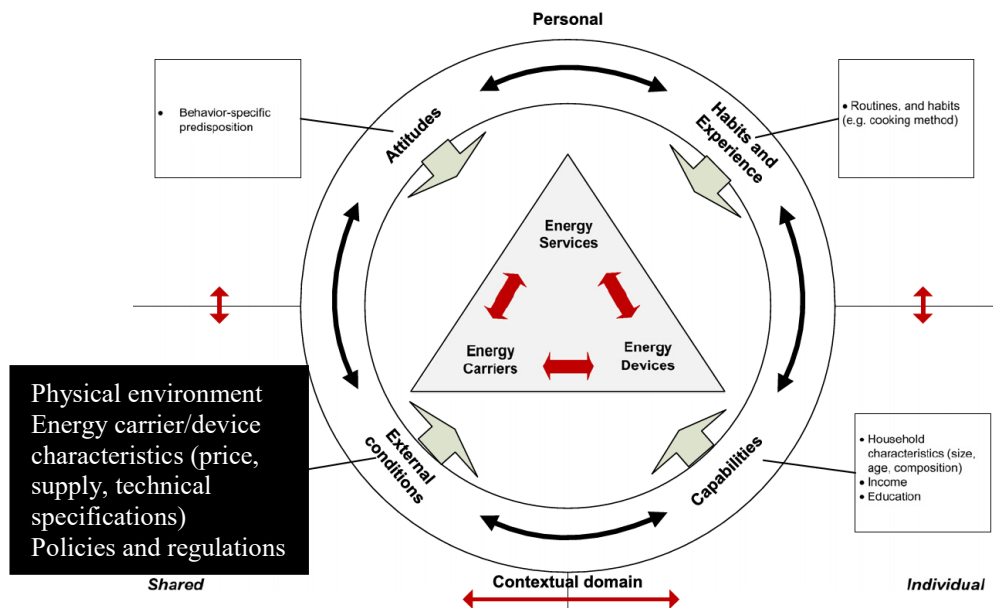 Personal
• Behavior-specific
predisposition
Attitudes
Habits and
Experience
• Routines, and habits
(e.g. cooking method)
Energy
Services
Energy
Carriers
Energy
Devices
Physical environment
Energy carrier/device
characteristics (price,
supply, technical
specifications)
Policies and regulations
External
conditions
Capabilities
• Household
characteristics (size,
age, composition)
• Income
• Education
Shared
Contextual domain
Individual